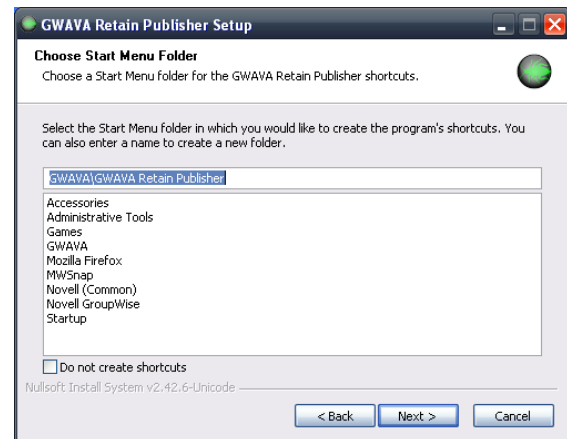 GWAVA Retain Publisher Setup
Choose Start Menu Folder
Choose a Start Menu folder for the GWAVA Retain Publisher shortcuts.
Select the Start Menu folder in which you would like to create the program's shortcuts. You
can also enter a name to create a new folder.
GWAVA\GWAVA Retain Publisher
Accessories
Administrative Tools
Games
GWAVA
Mozilla Firefox
MWSnap
Novell (Common)
Novell GroupWise
Startup
Do not create shortcuts
Nullsoft Install System v2.42.6-Unicode
< Back Next > Cancel